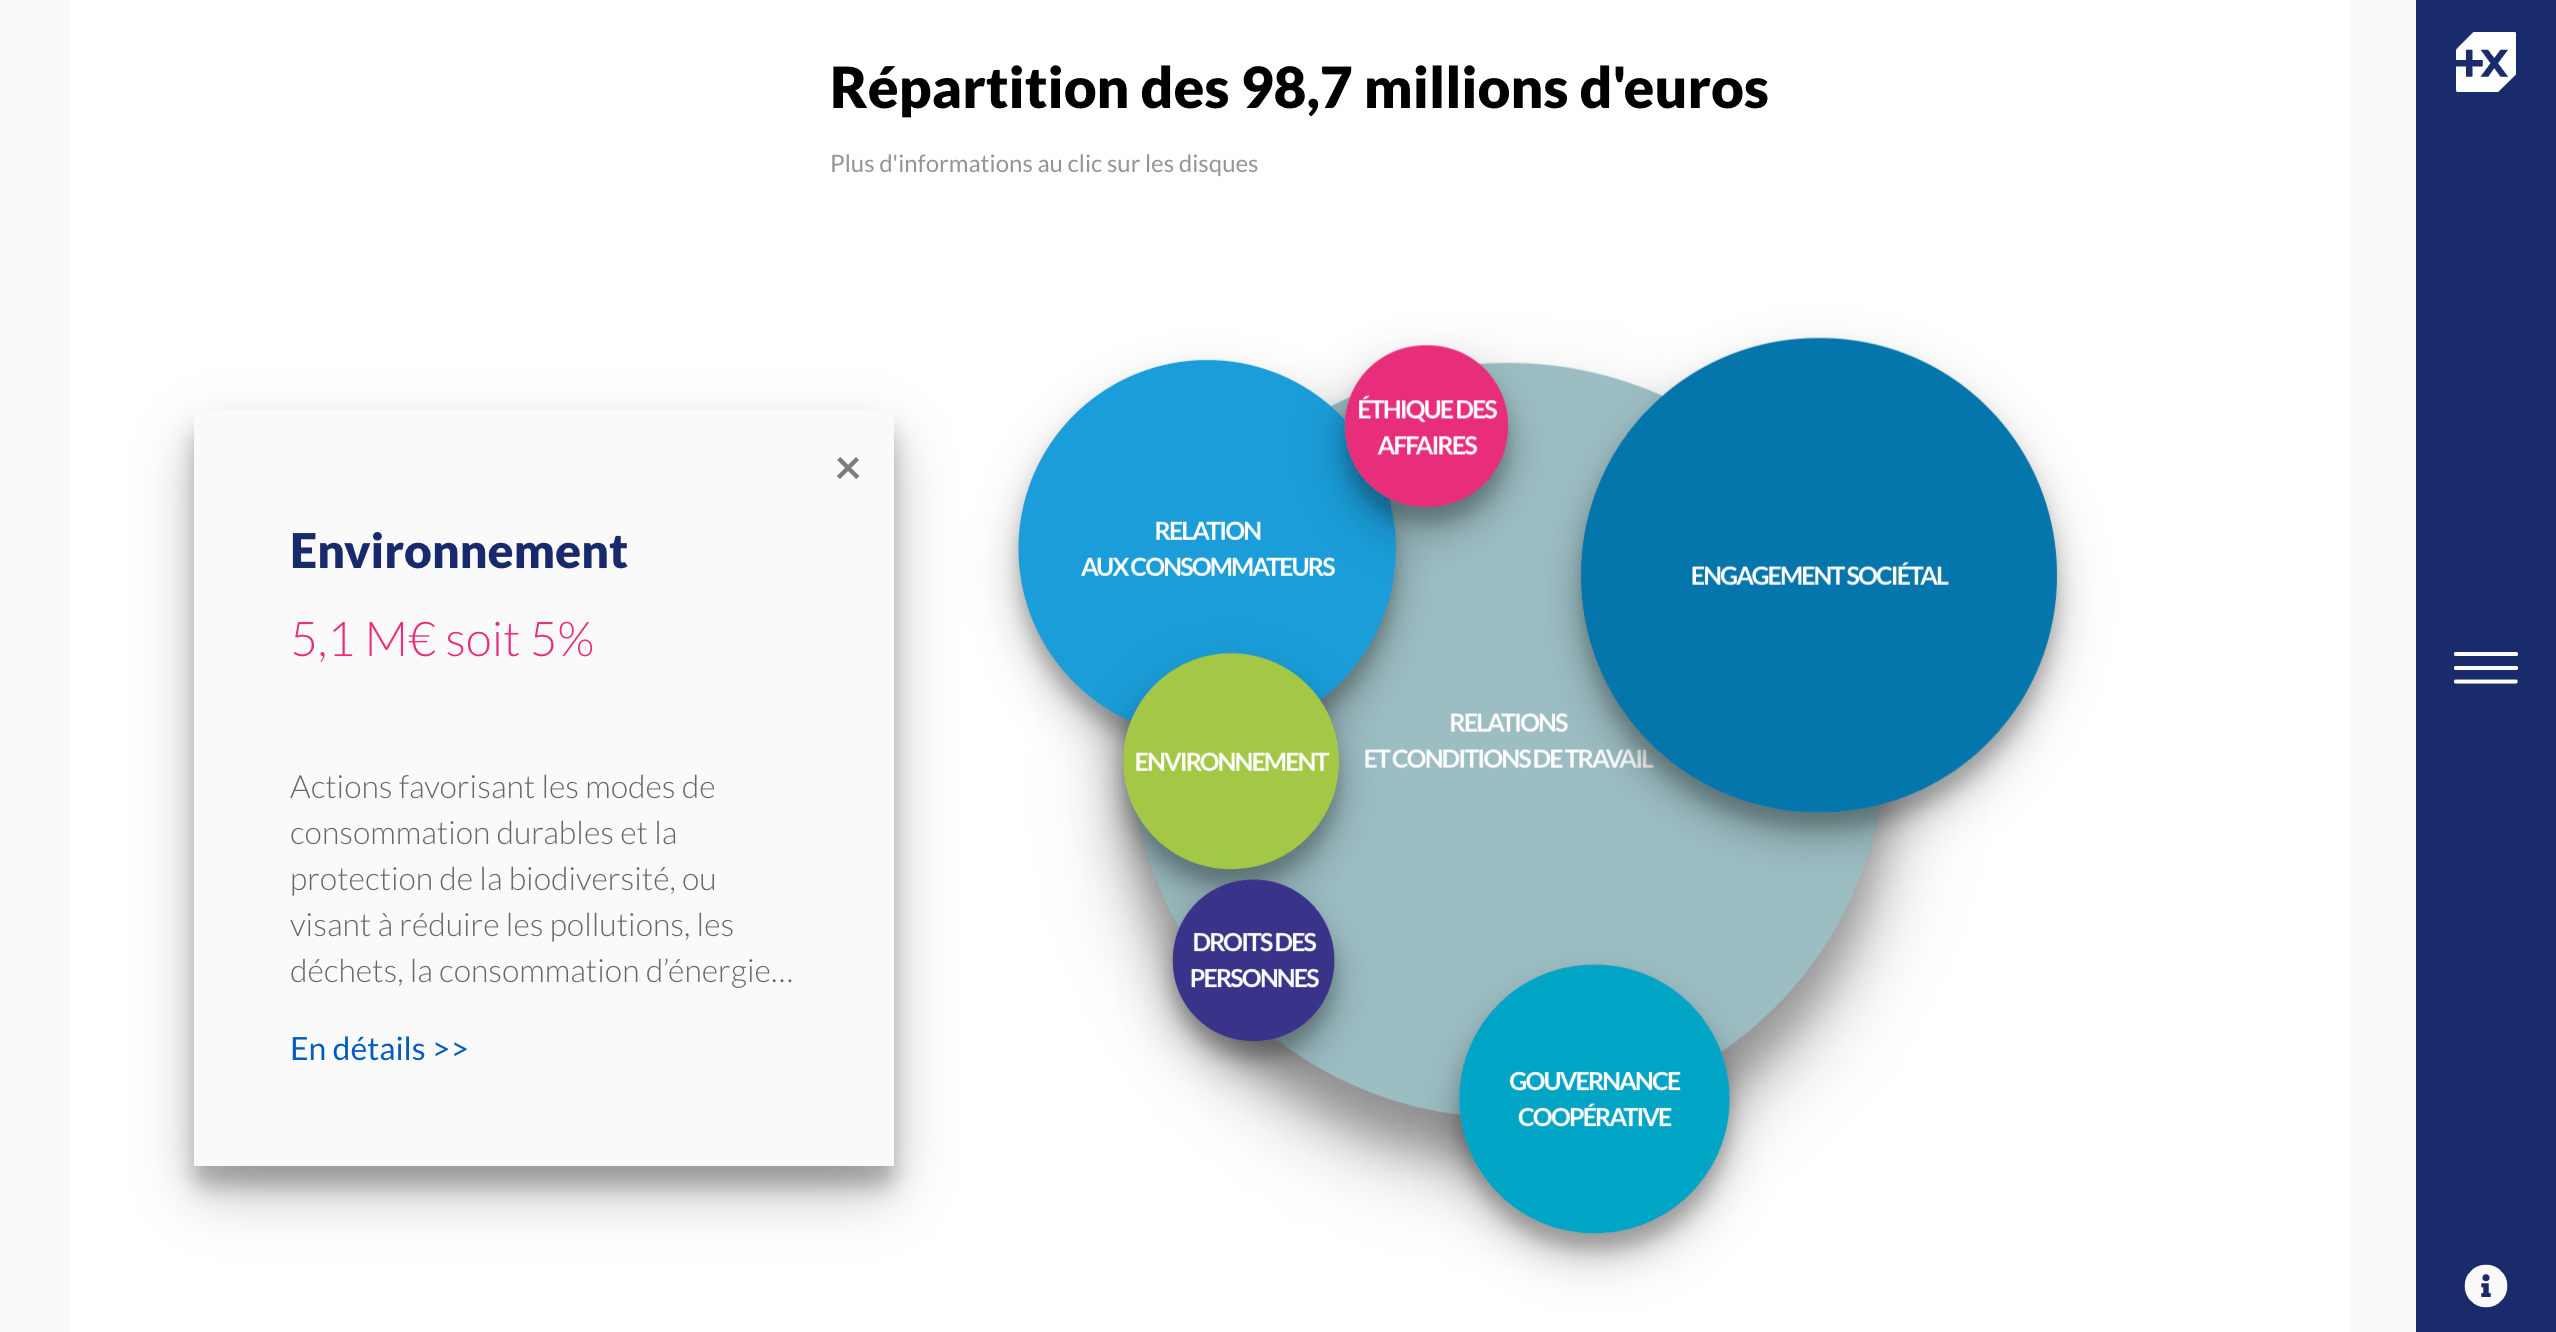 Répartition des 98,7 millions d'euros
Plus d'informations au clic sur les disques
+X
×
Environnement
5,1 M€ soit 5%
Actions favorisant les modes de
consommation durables et la
protection de la biodiversité, ou
visant à réduire les pollutions, les
déchets, la consommation d’énergie…
En détails >>
ÉTHIQUE DES
AFFAIRES
RELATION
AUX CONSOMMATEURS
ENGAGEMENT SOCIÉTAL
RELATIONS
ET CONDITIONS DE TRAVAIL
ENVIRONNEMENT
DROITS DES
PERSONNES
GOUVERNANCE
COOPÉRATIVE